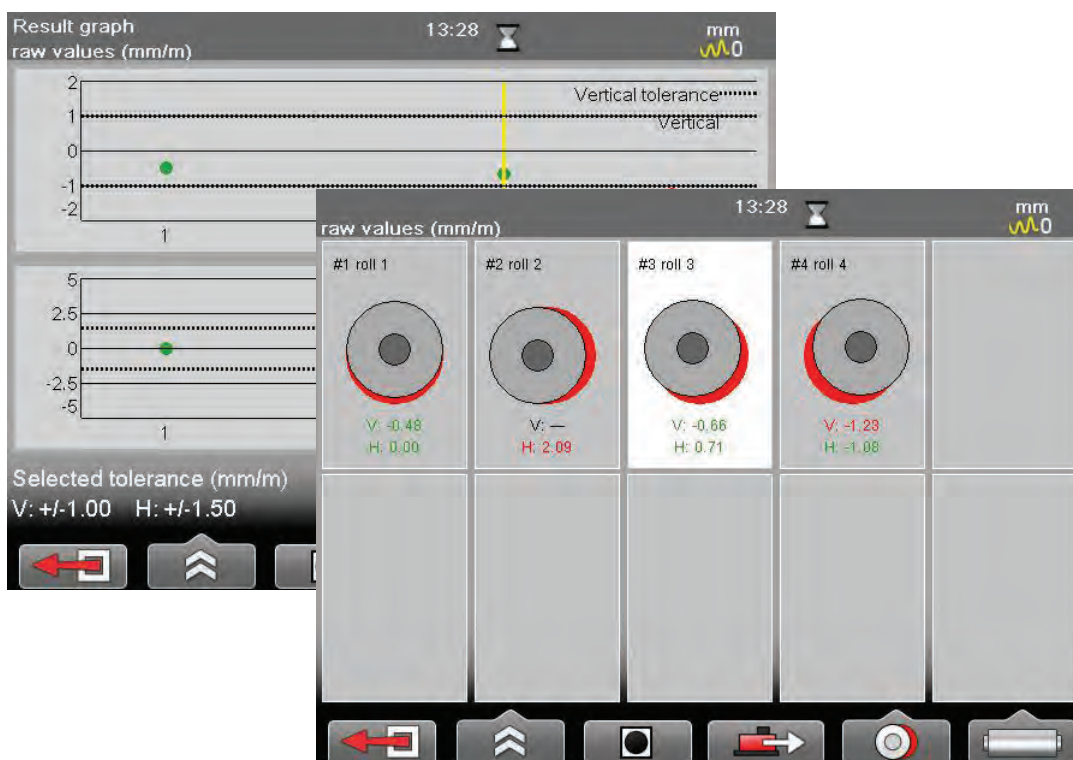 Result graph
13:28
mm
raw values (mm/m)
0
2
Vertical tolerance
1
Vertical
0
-1
-2
1
5
2.5
0
-2.5
-5
1
Selected tolerance (mm/m)
V: +/-1.00 H: +/-1.50
13:28
mm
raw values (mm/m)
0
#1 roll 1
#2 roll 2
#3 roll 3
#4 roll 4
V: -0.48
V: —
V: -0.66
V: -1.23
H: 0.00
H: 2.09
H: 0.71
H: -1.08